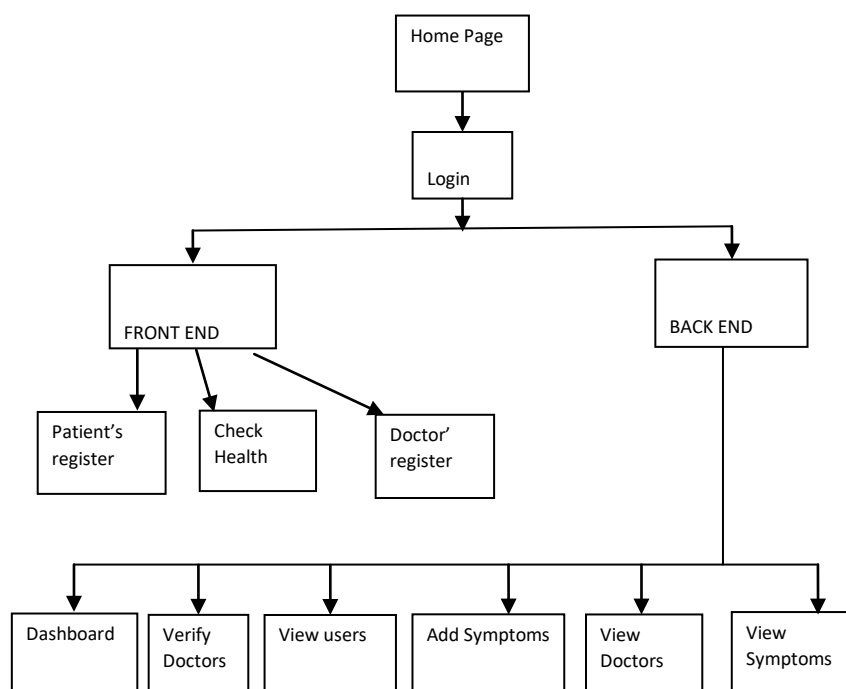 Home Page
Login
FRONT END
BACK END
Patient’s
register
Check
Health
Doctor’
register
Dashboard
Verify
Doctors
View users
Add Symptoms
View
Doctors
View
Symptoms